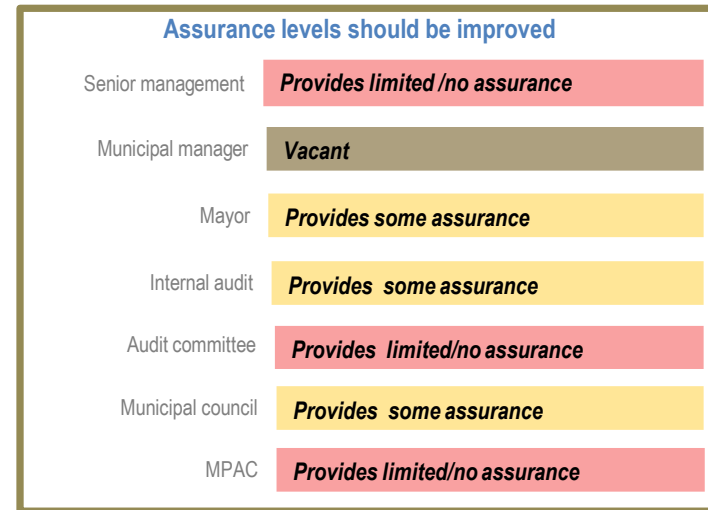 Assurance levels should be improved
Senior management Provides limited /no assurance
Municipal manager Vacant
Mayor Provides some assurance
Internal audit Provides some assurance
Audit committee Provides limited/no assurance
Municipal council Provides some assurance
MPAC Provides limited/no assurance